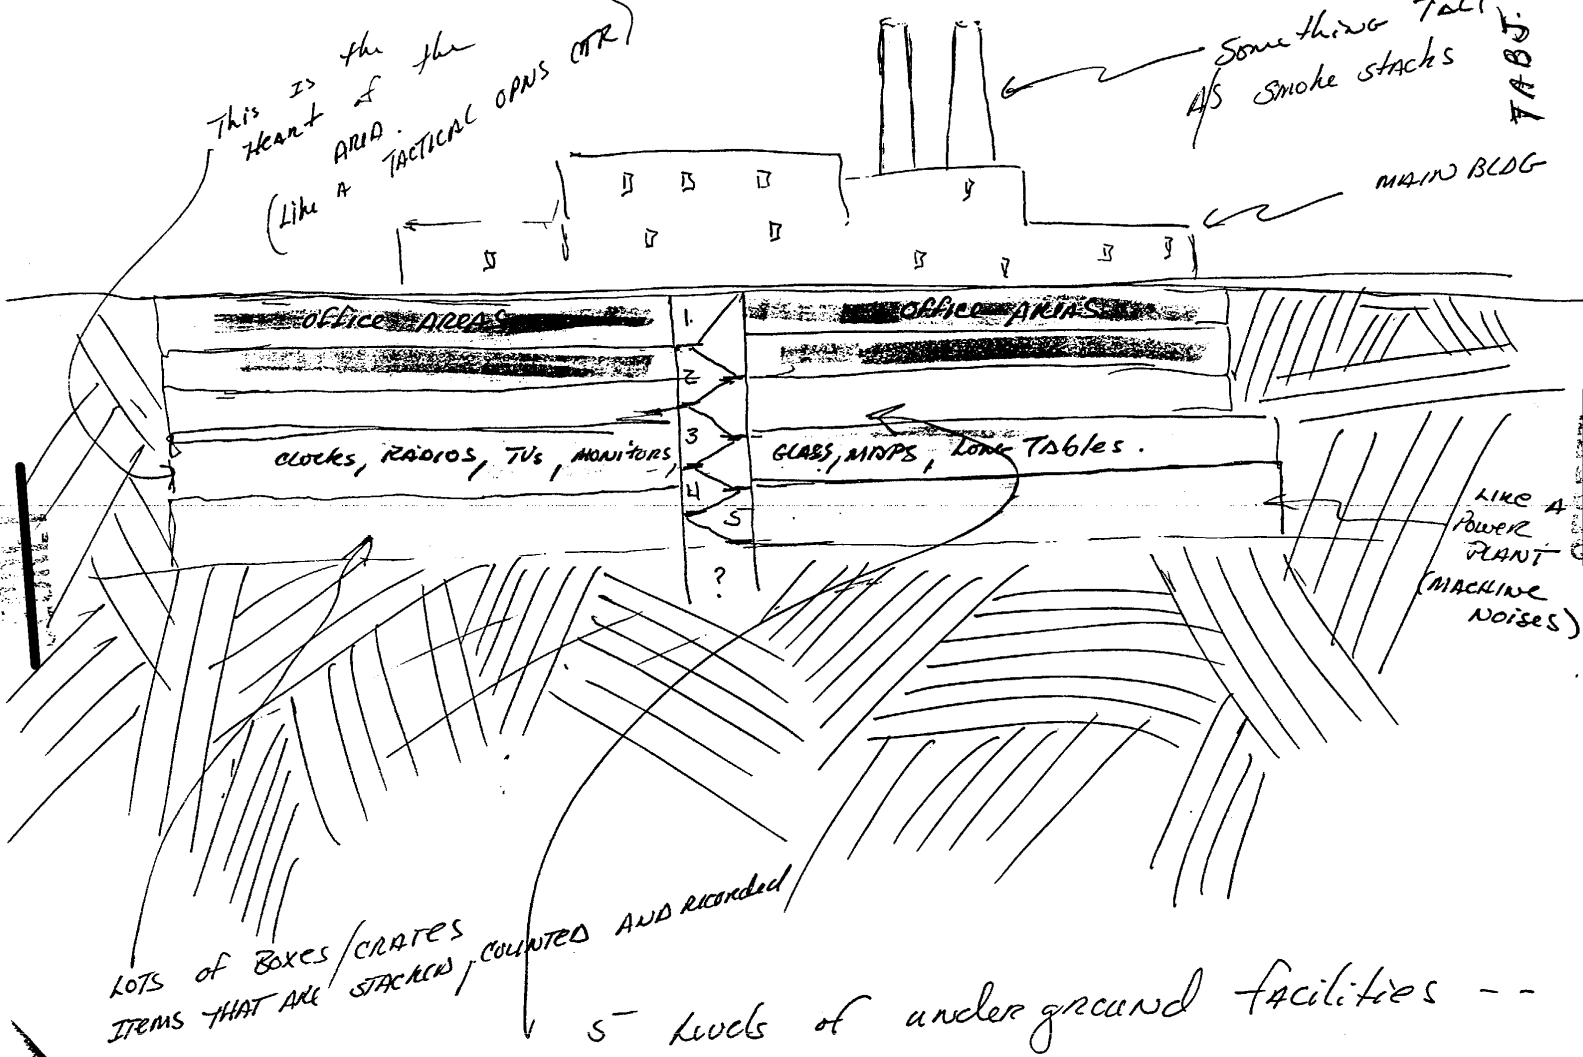 This is the
Heart of the
AREA.
(Like A TACTICAL OPNS CTR)
Something TALL
AS smoke stacks
TAB J.
MAIN BLDG
office AREAS
1.
office AREAS
2
3
clocks, RADIOS, TVs, MONITORS,
GLASS, MAPS, LONG TABles.
4
5
LIKE A
POWER
PLANT
(MACHINE
NOISES)
?
LOTS of BOXES/CRATES
ITEMS THAT ARE STACKED, COUNTED AND RECORDED
5 Levels of underground facilities --